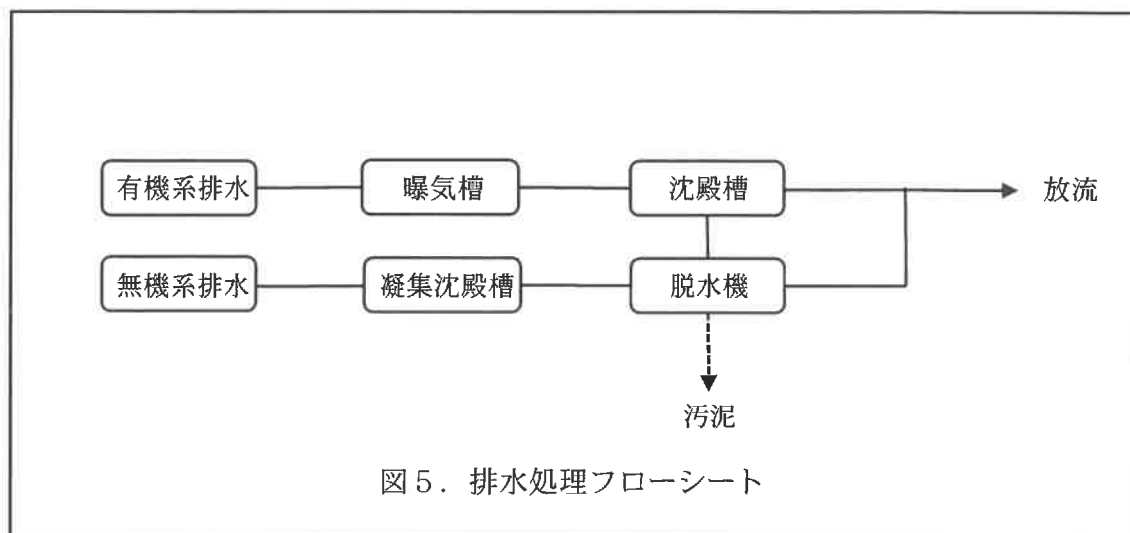 有機系排水
曝気槽
沈殿槽
放流
無機系排水
凝集沈殿槽
脱水機
汚泥
図5．排水処理フローシート